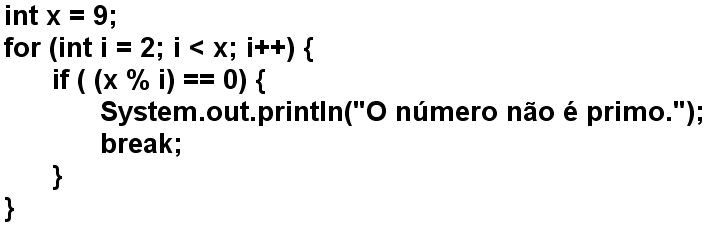 int x = 9;
for (int i = 2; i < x; i++) {
if ( (x % i) == 0) {
System.out.println("O número não é primo.");
break;
}
}